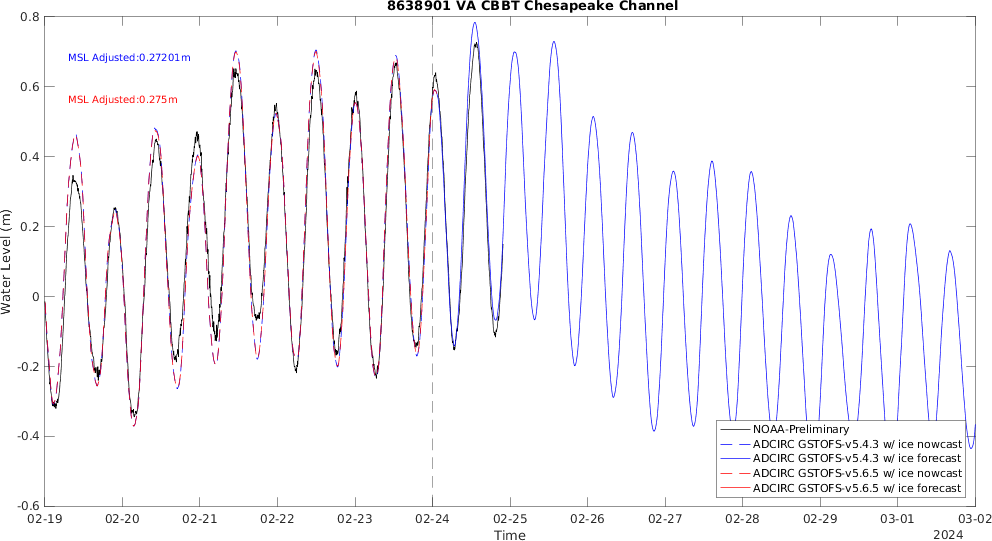 8638901 VA CBBT Chesapeake Channel
0.8
0.6
0.4
0.2
0
-0.2
-0.4
-0.6
Water Level (m)
MSL Adjusted:0.27201m
MSL Adjusted:0.275m
NOAA-Preliminary
ADCIRC GSTOFS-v5.4.3 w/ ice nowcast
ADCIRC GSTOFS-v5.4.3 w/ ice forecast
ADCIRC GSTOFS-v5.6.5 w/ ice nowcast
ADCIRC GSTOFS-v5.6.5 w/ ice forecast
02-19 02-20 02-21 02-22 02-23 02-24 02-25 02-26 02-27 02-28 02-29 03-01 03-02
Time
2024